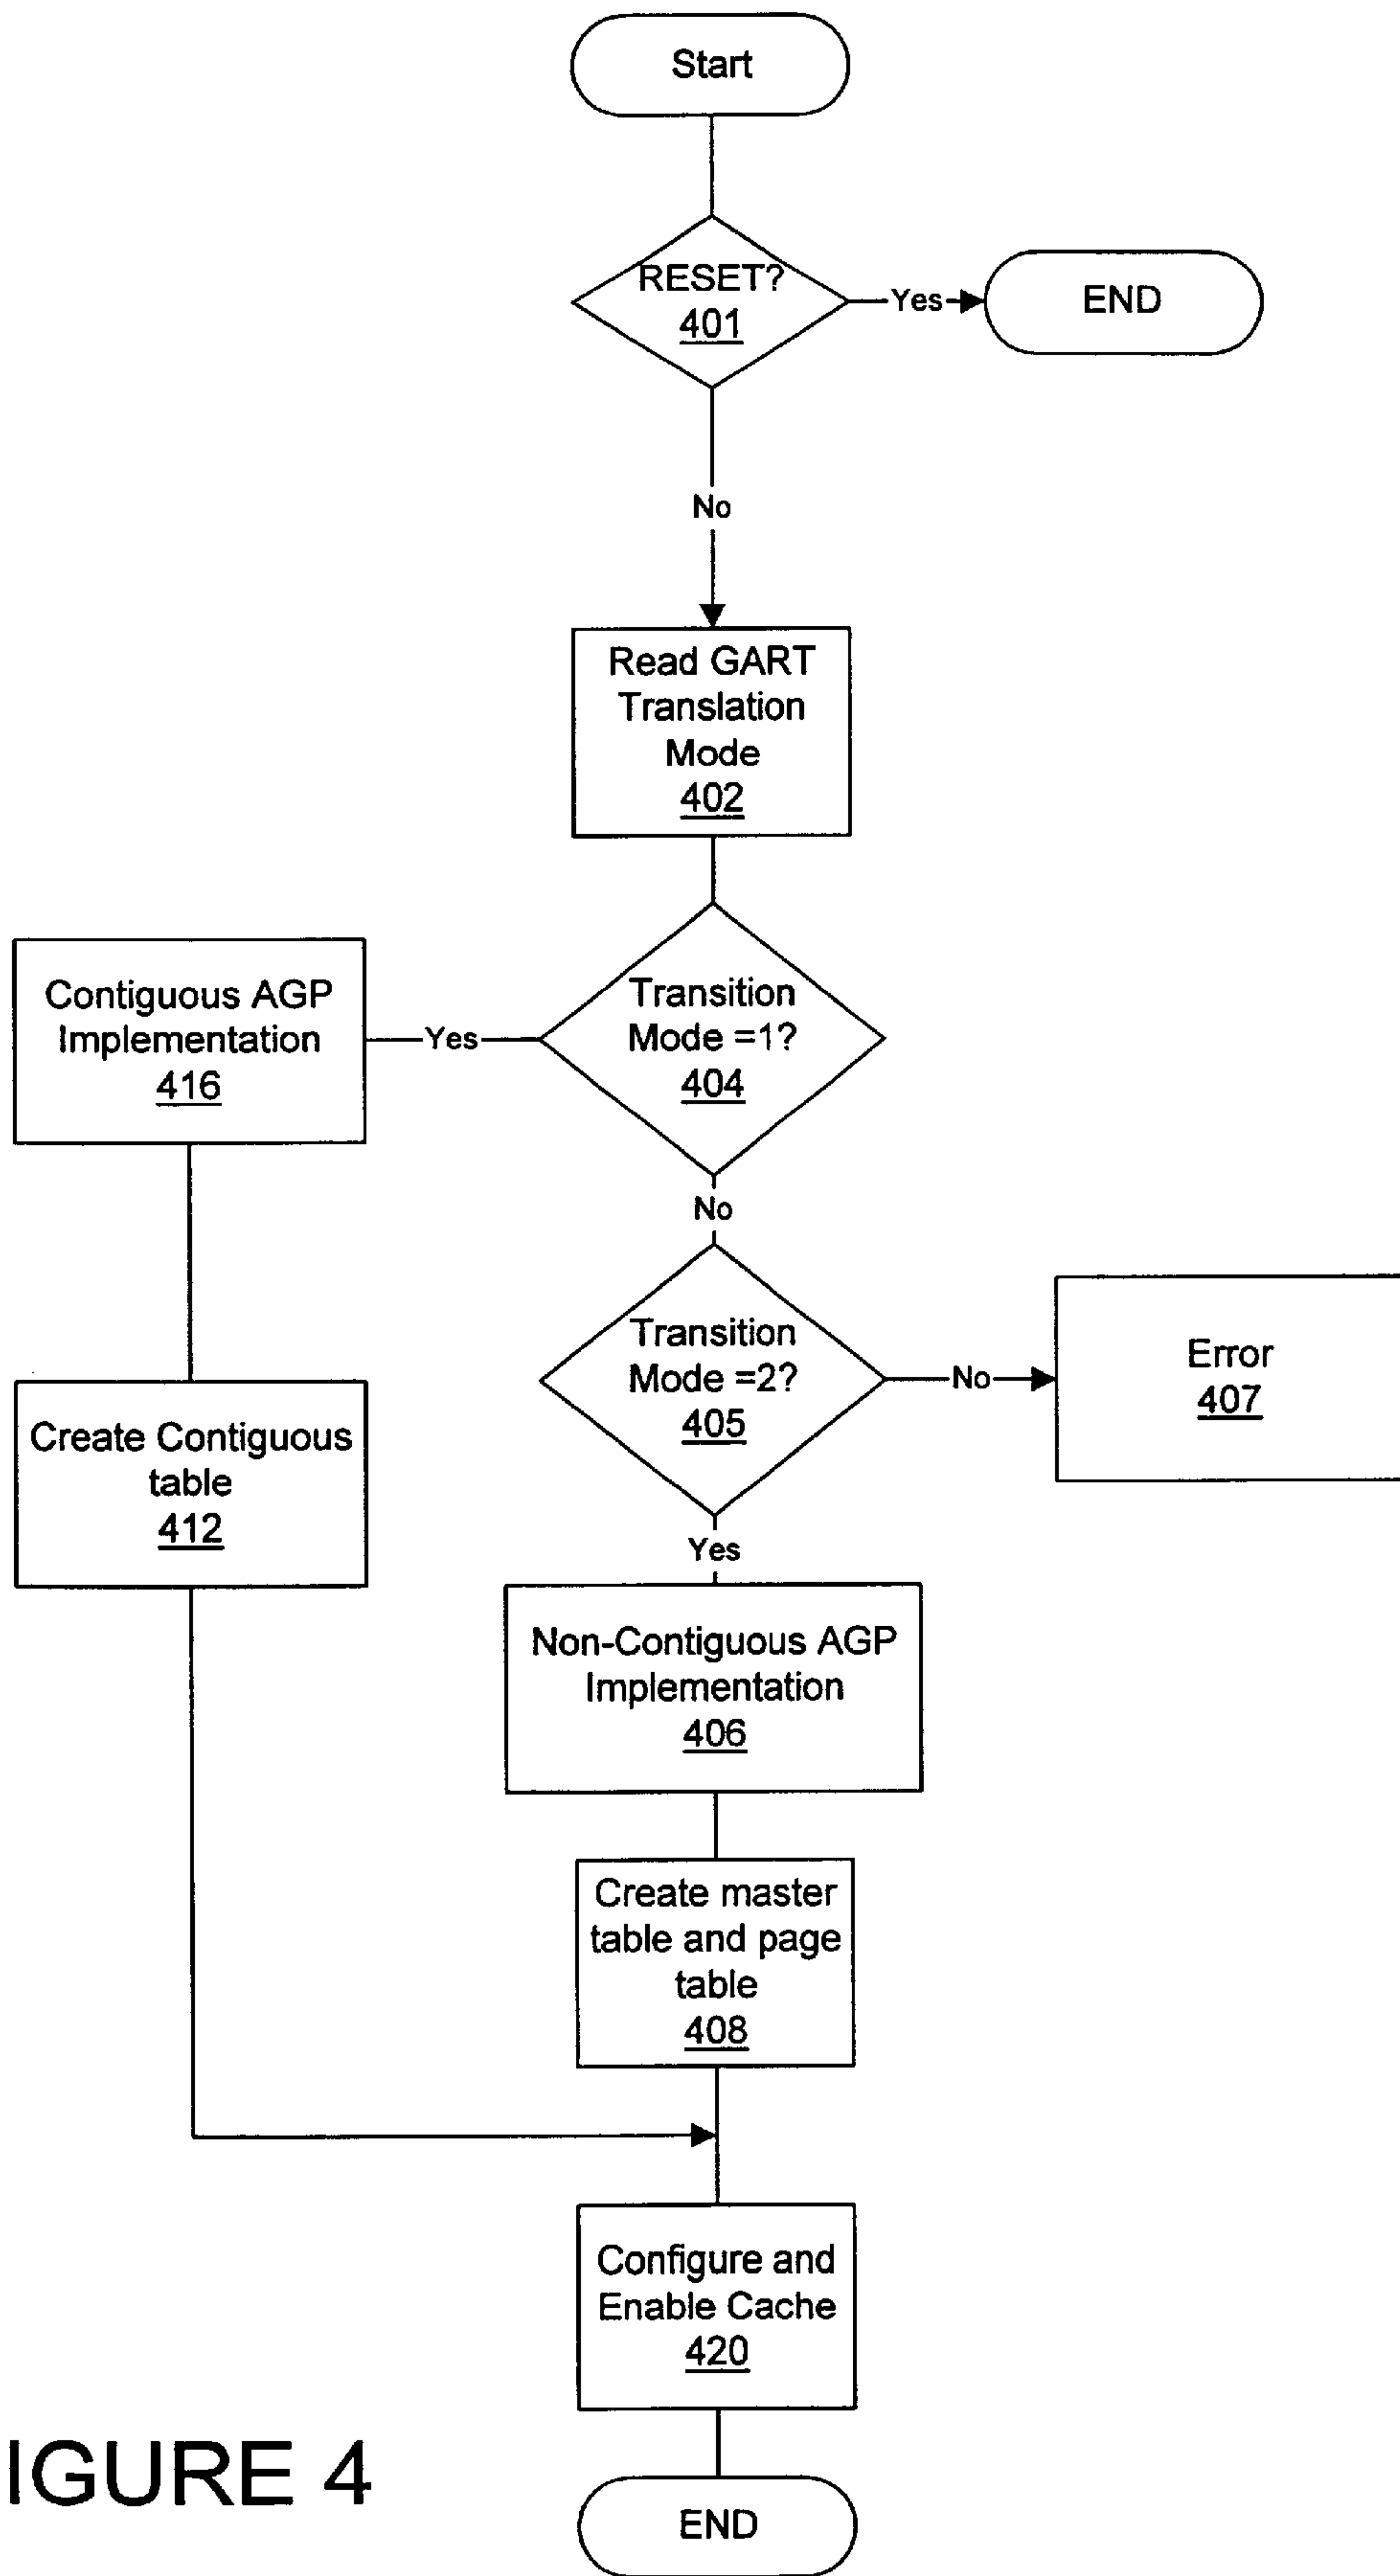 Start
RESET?
401
Yes
END
No
Read GART
Translation
Mode
402
Transition
Mode =1?
404
Yes
Contiguous AGP
Implementation
416
No
Transition
Mode =2?
405
No
Error
407
Create Contiguous
table
412
Yes
Non-Contiguous AGP
Implementation
406
Create master
table and page
table
408
Configure and
Enable Cache
420
IGURE 4
END